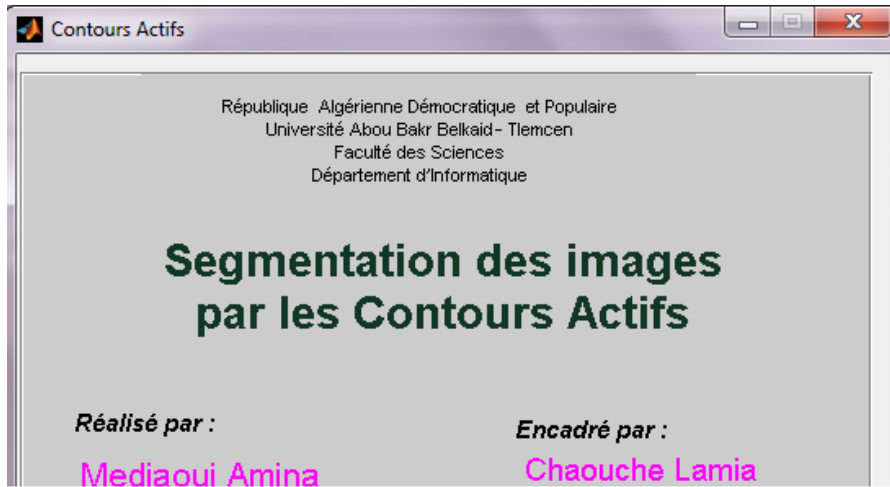 Contours Actifs
République Algérienne Démocratique et Populaire
Université Abou Bakr Belkaid- Tlemcen
Faculté des Sciences
Département d'Informatique
Segmentation des images
par les Contours Actifs
Réalisé par :
Encadré par :
Mediaoui Amina
Chaouche Lamia